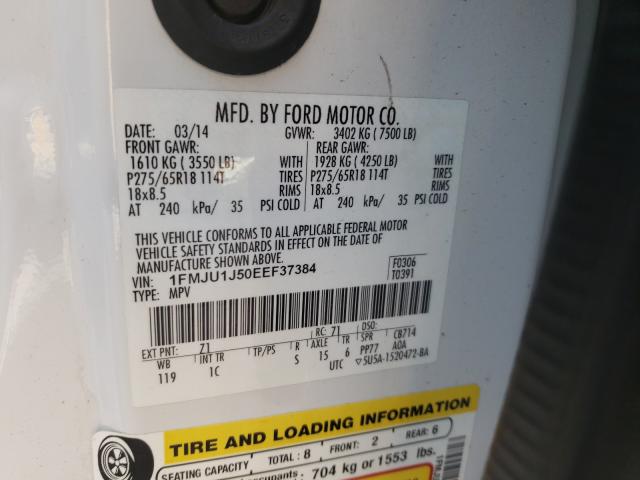 MFD. BY FORD MOTOR CO.
DATE: 03/14 GVWR: 3402 KG ( 7500 LB)
FRONT GAWR: REAR GAWR:
1610 KG ( 3550 LB) WITH 1928 KG ( 4250 LB) WITH
P275/65R18 114T TIRES P275/65R18 114T TIRES
18x8.5 RIMS 18x8.5 RIMS
AT 240 kPa/ 35 PSI COLD AT 240 kPa/ 35 PSI COLD
THIS VEHICLE CONFORMS TO ALL APPLICABLE FEDERAL MOTOR
VEHICLE SAFETY STANDARDS IN EFFECT ON THE DATE OF
MANUFACTURE SHOWN ABOVE.
VIN: 1FMJU1J50EEF37384 F0306
TYPE: MPV T0391
EXT PNT: Z1 RC: 71 DSO:
WB INT TR TP/PS R AXLE TR SPR CB714
119 1C S 15 6 PP77 AOA
UTC ▽5U5A-1520472-BA
TIRE AND LOADING INFORMATION
SEATING CAPACITY TOTAL: 8 FRONT: 2 REAR: 6
704 kg or 1553 lbs.